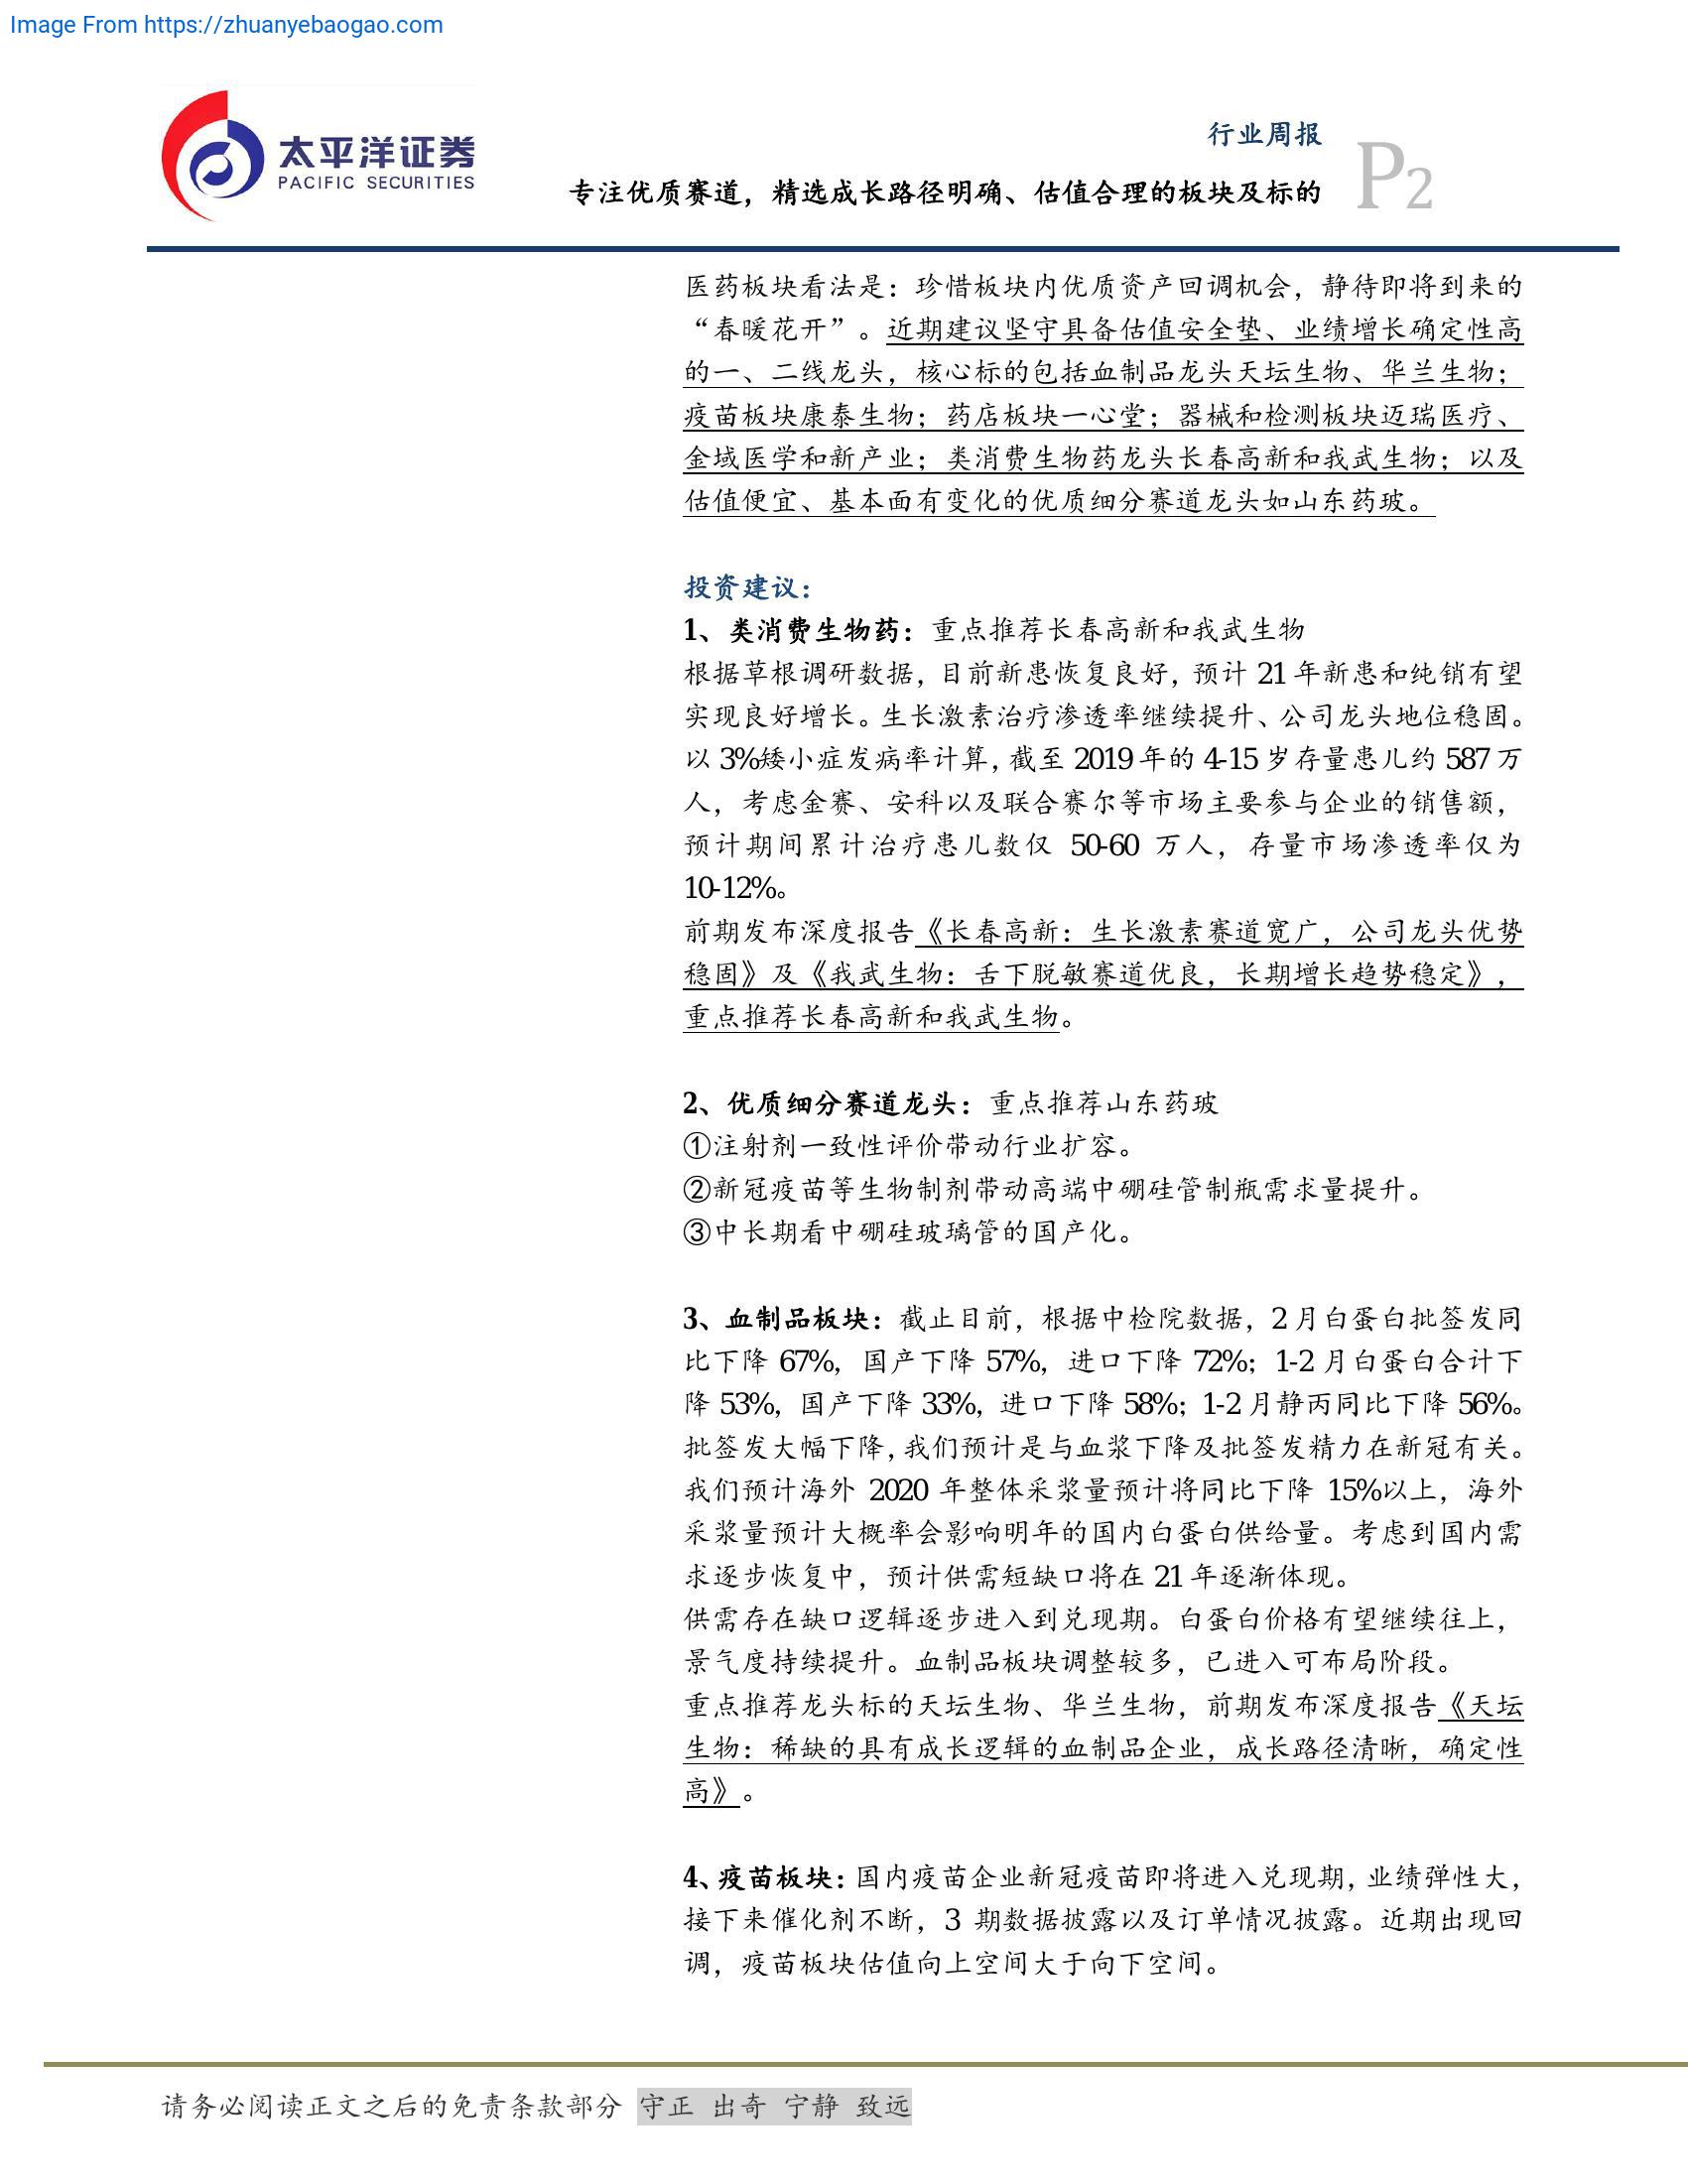 Image From https://zhuanyebaogao.com
太平洋证券
PACIFIC SECURITIES
行业周报
专注优质赛道，精选成长路径明确、估值合理的板块及标的
P2
医药板块看法是：珍惜板块内优质资产回调机会，静待即将到来的
“春暖花开”。近期建议坚守具备估值安全垫、业绩增长确定性高
的一、二线龙头，核心标的包括血制品龙头天坛生物、华兰生物；
疫苗板块康泰生物；药店板块一心堂；器械和检测板块迈瑞医疗、
金域医学和新产业；类消费生物药龙头长春高新和我武生物；以及
估值便宜、基本面有变化的优质细分赛道龙头如山东药玻。
投资建议：
1、类消费生物药：重点推荐长春高新和我武生物
根据草根调研数据，目前新患恢复良好，预计 21 年新患和纯销有望
实现良好增长。生长激素治疗渗透率继续提升、公司龙头地位稳固。
以 3%矮小症发病率计算，截至 2019 年的 4-15 岁存量患儿约 587 万
人，考虑金赛、安科以及联合赛尔等市场主要参与企业的销售额，
预计期间累计治疗患儿数仅 50-60 万人，存量市场渗透率仅为
10-12%。
前期发布深度报告《长春高新：生长激素赛道宽广，公司龙头优势
稳固》及《我武生物：舌下脱敏赛道优良，长期增长趋势稳定》，
重点推荐长春高新和我武生物。
2、优质细分赛道龙头：重点推荐山东药玻
①注射剂一致性评价带动行业扩容。
②新冠疫苗等生物制剂带动高端中硼硅管制瓶需求量提升。
③中长期看中硼硅玻璃管的国产化。
3、血制品板块：截止目前，根据中检院数据，2 月白蛋白批签发同
比下降 67%，国产下降 57%，进口下降 72%；1-2 月白蛋白合计下
降 53%，国产下降 33%，进口下降 58%；1-2 月静丙同比下降 56%。
批签发大幅下降，我们预计是与血浆下降及批签发精力在新冠有关。
我们预计海外 2020 年整体采浆量预计将同比下降 15%以上，海外
采浆量预计大概率会影响明年的国内白蛋白供给量。考虑到国内需
求逐步恢复中，预计供需短缺口将在 21 年逐渐体现。
供需存在缺口逻辑逐步进入到兑现期。白蛋白价格有望继续往上，
景气度持续提升。血制品板块调整较多，已进入可布局阶段。
重点推荐龙头标的天坛生物、华兰生物，前期发布深度报告《天坛
生物：稀缺的具有成长逻辑的血制品企业，成长路径清晰，确定性
高》。
4、疫苗板块：国内疫苗企业新冠疫苗即将进入兑现期，业绩弹性大，
接下来催化剂不断，3 期数据披露以及订单情况披露。近期出现回
调，疫苗板块估值向上空间大于向下空间。
请务必阅读正文之后的免责条款部分 守正 出奇 宁静 致远